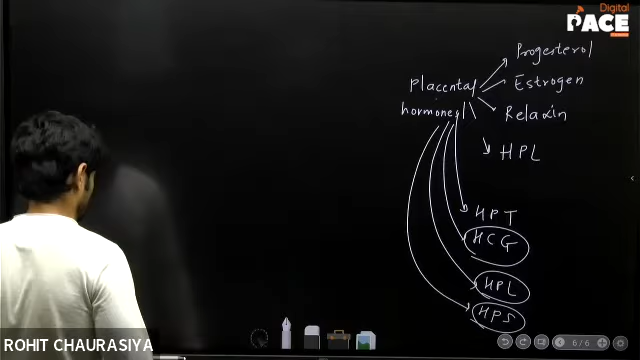 Digital
PACE
Progesterol
Placental
hormones
Estrogen
Relaxin
HPL
HPT
HCG
HPL
HPS
ROHIT CHAURASIYA
6/6